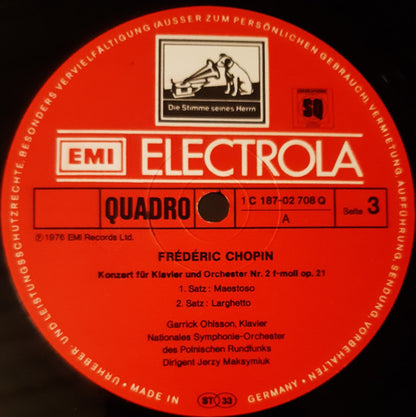 URHEBER- UND LEISTUNGSSCHUTZRECHTE, BESONDERS VERVIELFÄLTIGUNG (AUSSER ZUM PERSÖNLICHEN GEBRAUCH), VERMIETUNG, AUFFÜHRUNG, SENDUNG, VORBEHALTEN
Die Stimme seines Herrn
SQ
EMI ELECTROLA
QUADRO
1 C 187-02 708 Q
A
Seite 3
℗ 1976 EMI Records Ltd.
FRÉDÉRIC CHOPIN
Konzert für Klavier und Orchester Nr. 2 f-moll op. 21
1. Satz: Maestoso
2. Satz: Larghetto
Garrick Ohlsson, Klavier
Nationales Symphonie-Orchester
des Polnischen Rundfunks
Dirigent Jerzy Maksymiuk
• MADE IN GERMANY •
ST 33